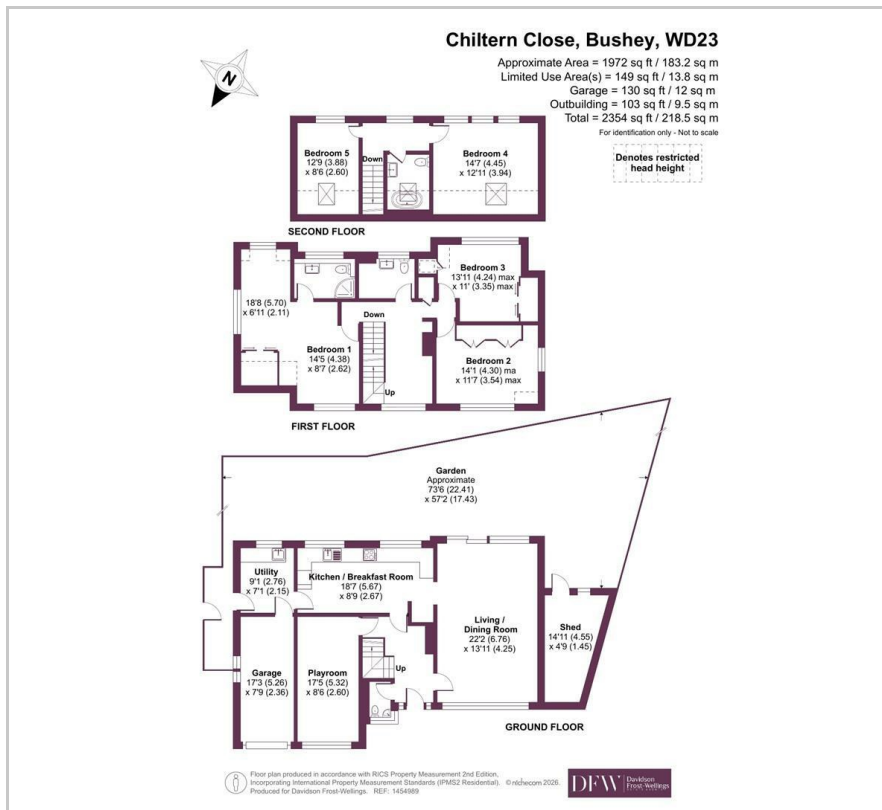 Chiltern Close, Bushey, WD23
Approximate Area = 1972 sq ft / 183.2 sq m
Limited Use Area(s) = 149 sq ft / 13.8 sq m
Garage = 130 sq ft / 12 sq m
Outbuilding = 103 sq ft / 9.5 sq m
Total = 2354 sq ft / 218.5 sq m
For identification only - Not to scale
N
Denotes restricted
head height
Bedroom 5
12'9 (3.88)
x 8'6 (2.60)
Down
Bedroom 4
14'7 (4.45)
x 12'11 (3.94)
SECOND FLOOR
18'8 (5.70)
x 6'11 (2.11)
Bedroom 1
14'5 (4.38)
x 8'7 (2.62)
Down
Up
Bedroom 3
13'11 (4.24) max
x 11' (3.35) max
Bedroom 2
14'1 (4.30) ma
x 11'7 (3.54) max
FIRST FLOOR
Garden
Approximate
73'6 (22.41)
x 57'2 (17.43)
Utility
9'1 (2.76)
x 7'1 (2.15)
Kitchen / Breakfast Room
18'7 (5.67)
x 8'9 (2.67)
Living /
Dining Room
22'2 (6.76)
x 13'11 (4.25)
Shed
14'11 (4.55)
x 4'9 (1.45)
Garage
17'3 (5.26)
x 7'9 (2.36)
Playroom
17'5 (5.32)
x 8'6 (2.60)
Up
GROUND FLOOR
Floor plan produced in accordance with RICS Property Measurement 2nd Edition,
Incorporating International Property Measurement Standards (IPMS2 Residential). © nichecom 2026.
Produced for Davidson Frost-Wellings. REF: 1454989
DFW
Davidson
Frost-Wellings